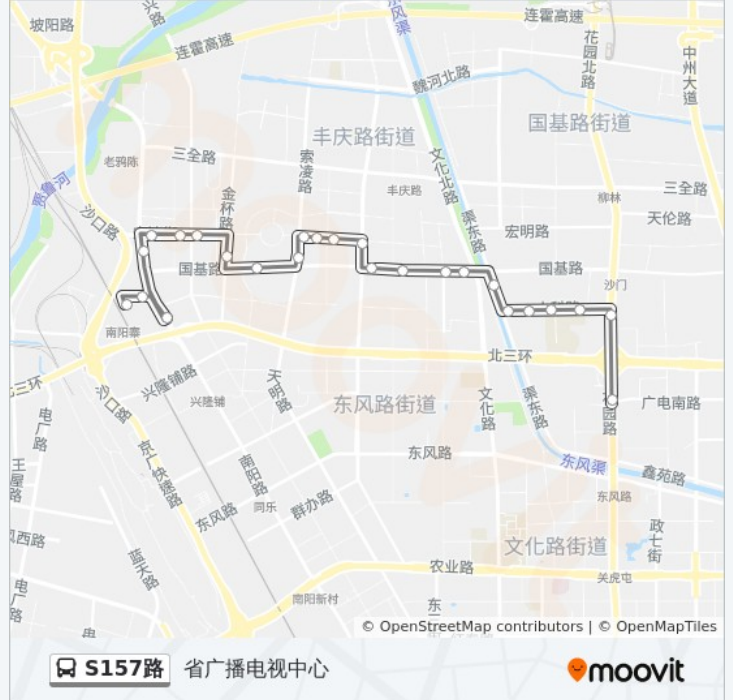 坡阳路
兴路
连霍高速
东风渠
连霍高速
花园北路
中州大道
魏河北路
国基路街道
丰庆路街道
文化北路
老鸦陈
三全路
索凌路
贾鲁河
金杯路
丰庆路
柳林
三全路
沙口路
渠东路
宏明路
天伦路
国基路
国基路
沙门
南阳寨
北三环
三环
兴隆铺路
兴隆铺
天明路
沙口路
东风路街道
文化路
渠东路
园路
广电南路
电厂路
京广快速路
东风路
南阳路
东风渠
鑫苑路
王屋路
同乐
群办路
东风路
东风路
政七街
风西路
蓝天路
文化路街道
农业路
关虎屯
电厂
南阳新村
东三
电
© OpenStreetMap contributors | © OpenMapTiles
S157路 省广播电视中心
moovit